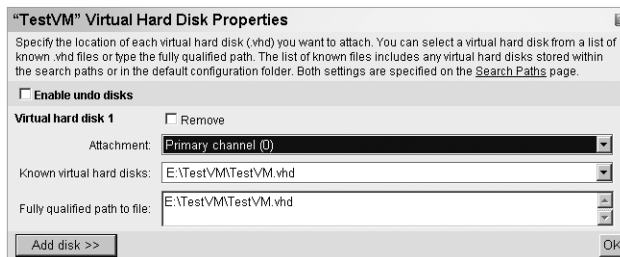 "TestVM" Virtual Hard Disk Properties
Specify the location of each virtual hard disk (.vhd) you want to attach. You can select a virtual hard disk from a list of
known .vhd files or type the fully qualified path. The list of known files includes any virtual hard disks stored within
the search paths or in the default configuration folder. Both settings are specified on the Search Paths page.
Enable undo disks
Virtual hard disk 1 Remove
Attachment: Primary channel (0)
Known virtual hard disks: E:\TestVM\TestVM.vhd
Fully qualified path to file: E:\TestVM\TestVM.vhd
Add disk >> OK